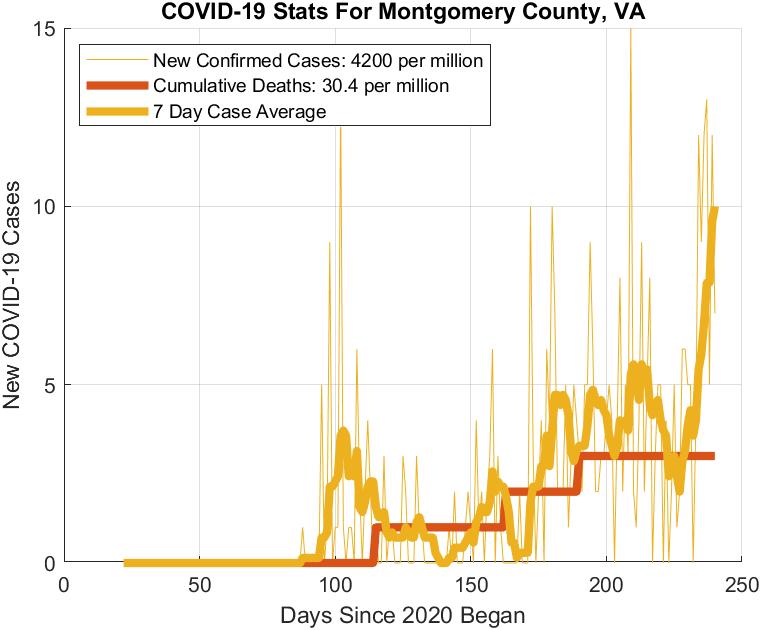 COVID-19 Stats For Montgomery County, VA
15
New Confirmed Cases: 4200 per million
Cumulative Deaths: 30.4 per million
7 Day Case Average
10
New COVID-19 Cases
5
0
0 50 100 150 200 250
Days Since 2020 Began